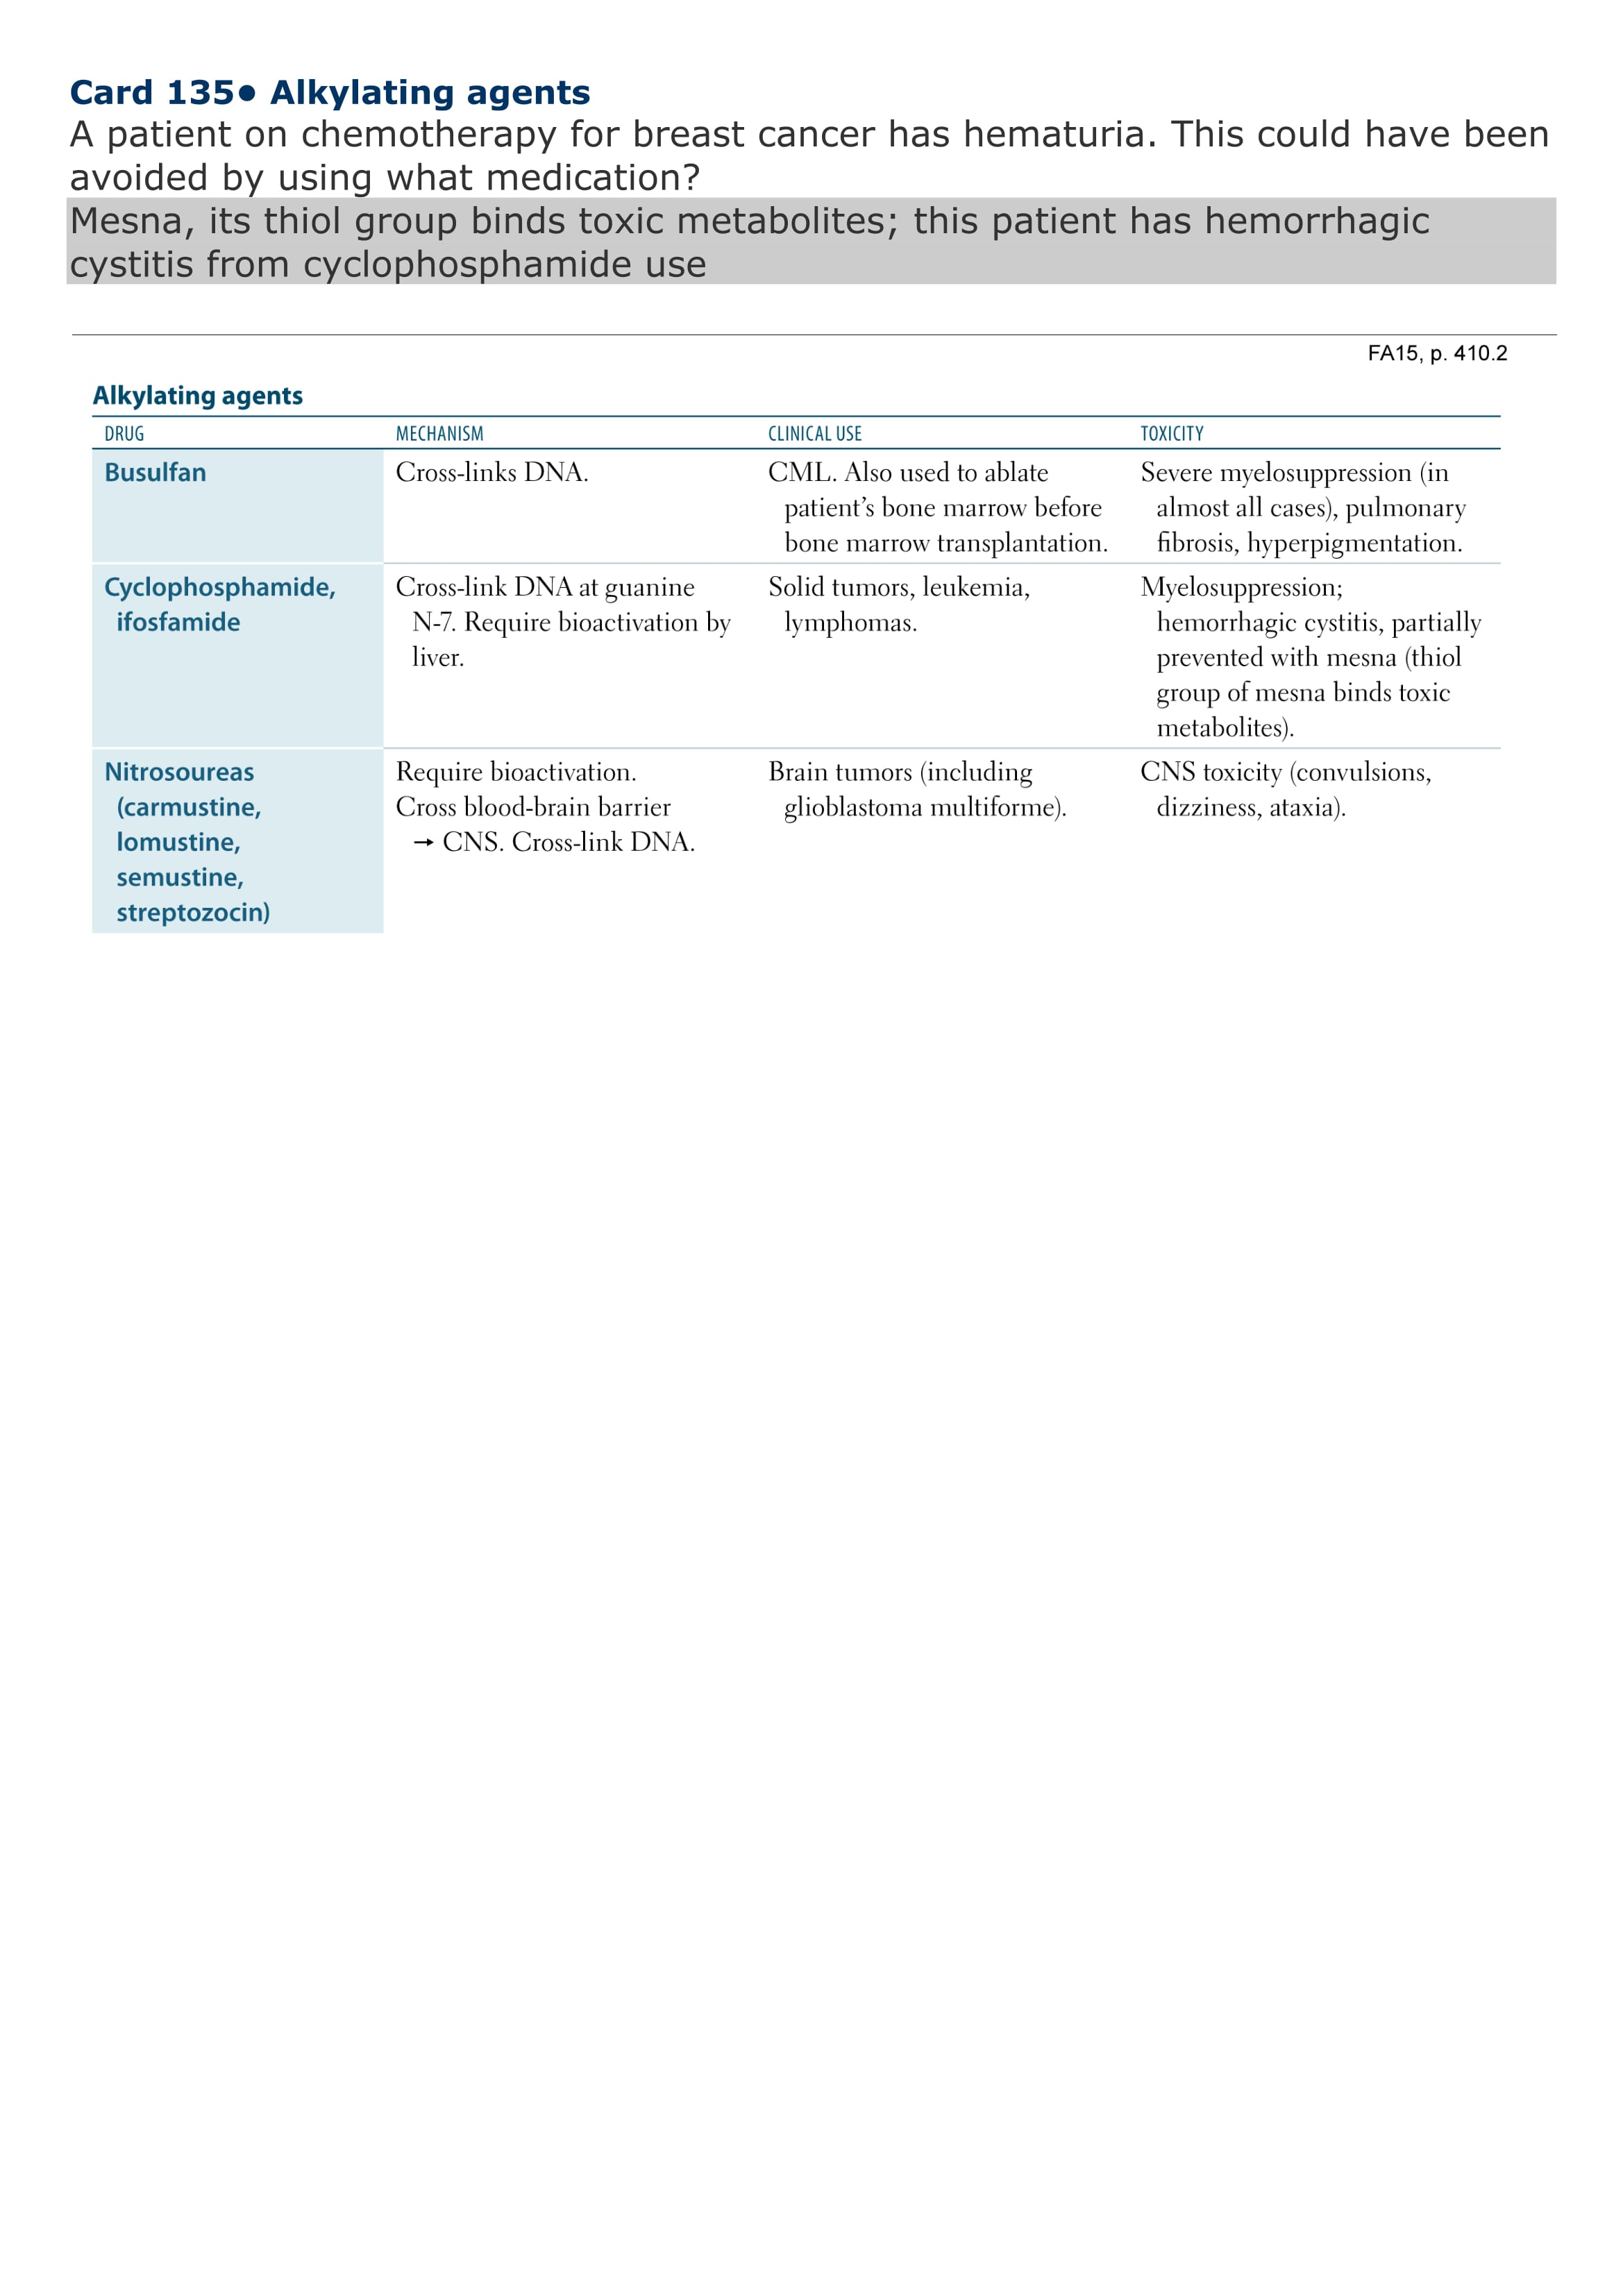 Card 135• Alkylating agents
A patient on chemotherapy for breast cancer has hematuria. This could have been
avoided by using what medication?
Mesna, its thiol group binds toxic metabolites; this patient has hemorrhagic
cystitis from cyclophosphamide use
FA15, p. 410.2
Alkylating agents
DRUG MECHANISM CLINICAL USE TOXICITY
Busulfan
Cross-links DNA.
CML. Also used to ablate
patient’s bone marrow before
bone marrow transplantation.
Severe myelosuppression (in
almost all cases), pulmonary
fibrosis, hyperpigmentation.
Cyclophosphamide,
ifosfamide
Cross-link DNA at guanine
N-7. Require bioactivation by
liver.
Solid tumors, leukemia,
lymphomas.
Myelosuppression;
hemorrhagic cystitis, partially
prevented with mesna (thiol
group of mesna binds toxic
metabolites).
Nitrosoureas
(carmustine,
lomustine,
semustine,
streptozocin)
Require bioactivation.
Cross blood-brain barrier
→ CNS. Cross-link DNA.
Brain tumors (including
glioblastoma multiforme).
CNS toxicity (convulsions,
dizziness, ataxia).